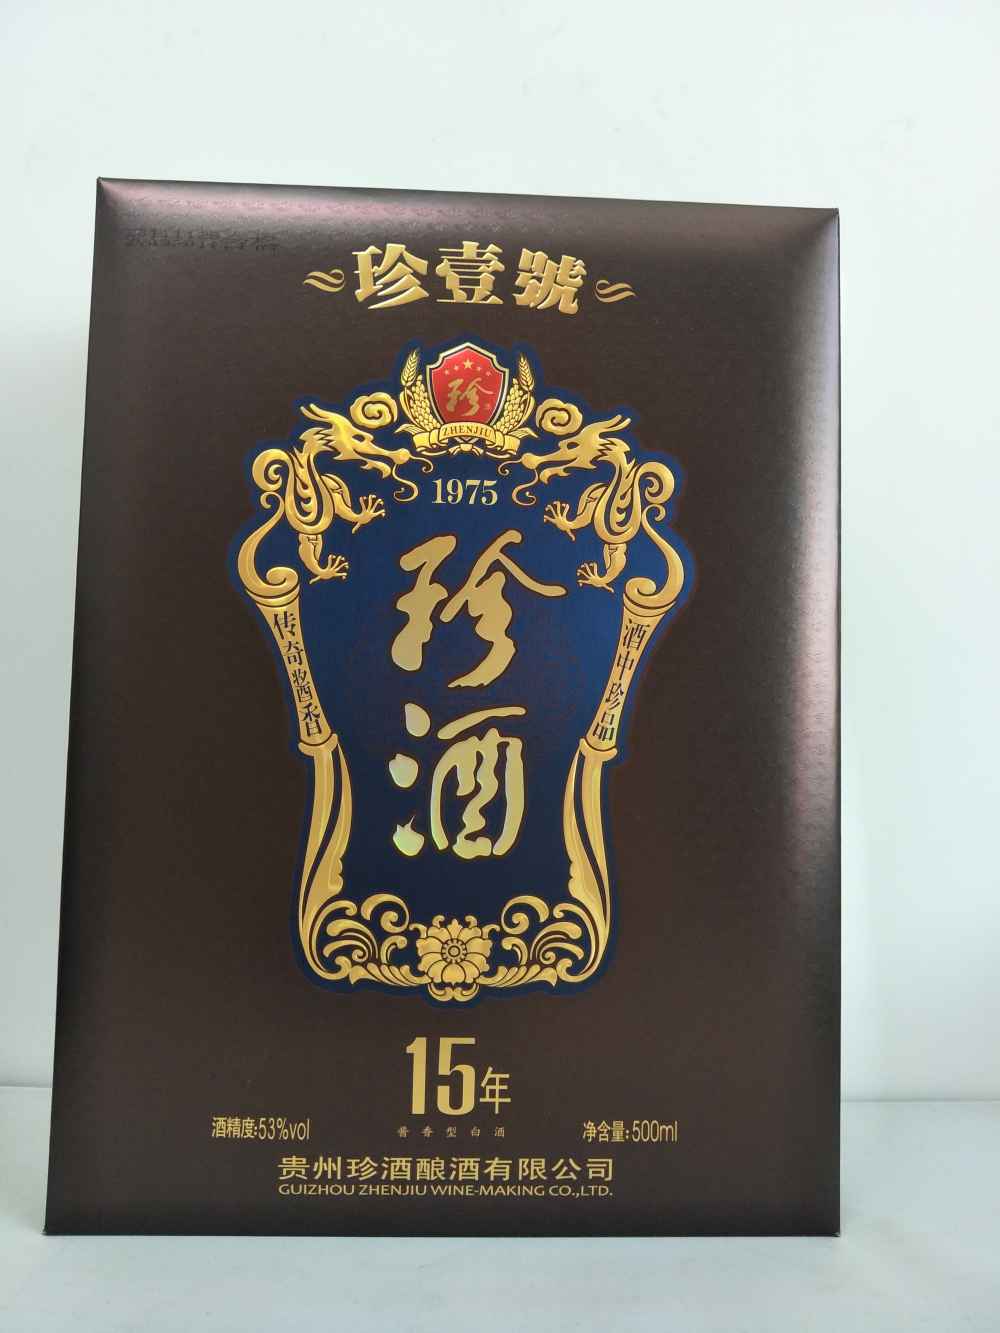 珍壹號
珍
ZHENJIU
1975
珍酒
传奇酱香
酒中珍品
15年
酱香型白酒
酒精度:53%vol
净含量:500ml
贵州珍酒酿酒有限公司
GUIZHOU ZHENJIU WINE-MAKING CO.,LTD.